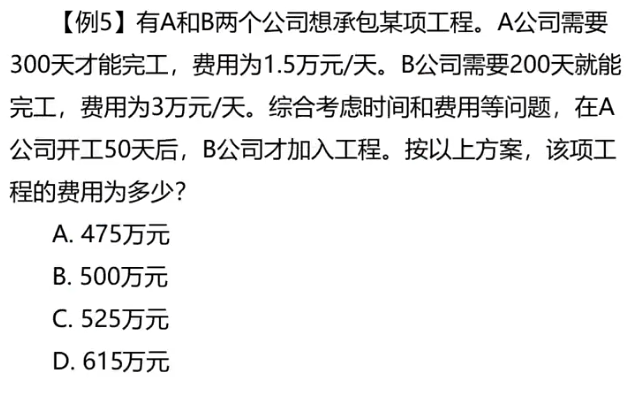 【例5】有A和B两个公司想承包某项工程。A公司需要
300天才能完工，费用为1.5万元/天。B公司需要200天就能
完工，费用为3万元/天。综合考虑时间和费用等问题，在A
公司开工50天后，B公司才加入工程。按以上方案，该项工
程的费用为多少?
A. 475万元
B. 500万元
C. 525万元
D. 615万元